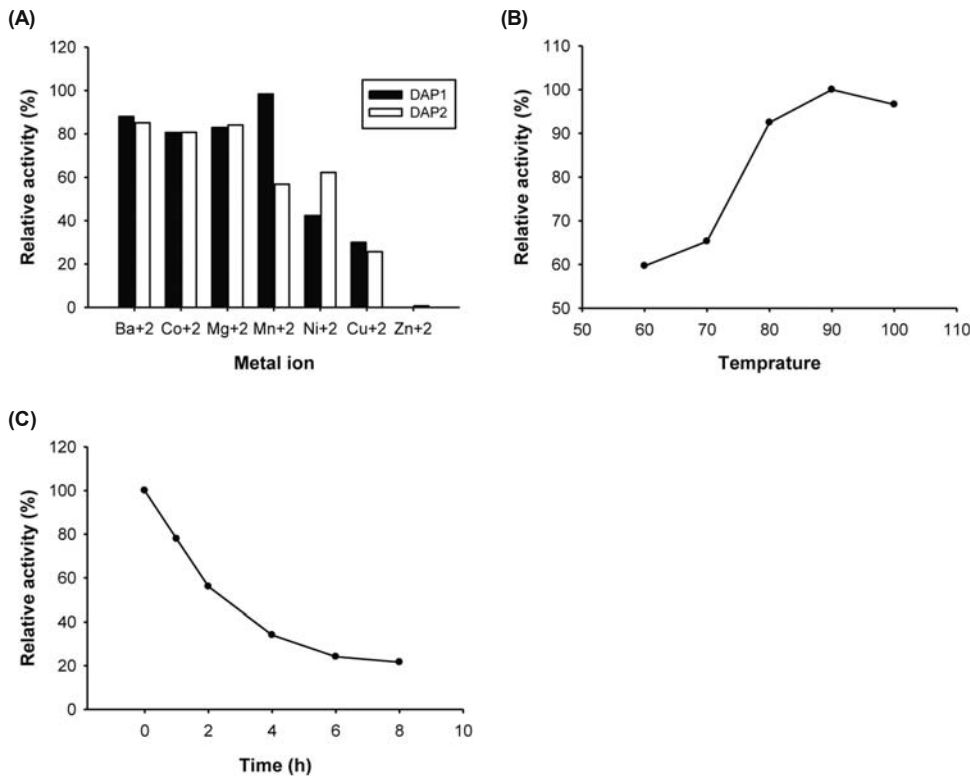 (A)
120
100
80
60
40
20
0
Relative activity (%)
DAP1
DAP2
Ba+2 Co+2 Mg+2 Mn+2 Ni+2 Cu+2 Zn+2
Metal ion
(B)
110
100
90
80
70
60
50
Relative activity (%)
50 60 70 80 90 100 110
Temprature
(C)
120
100
80
60
40
20
0
Relative activity (%)
0 2 4 6 8 10
Time (h)